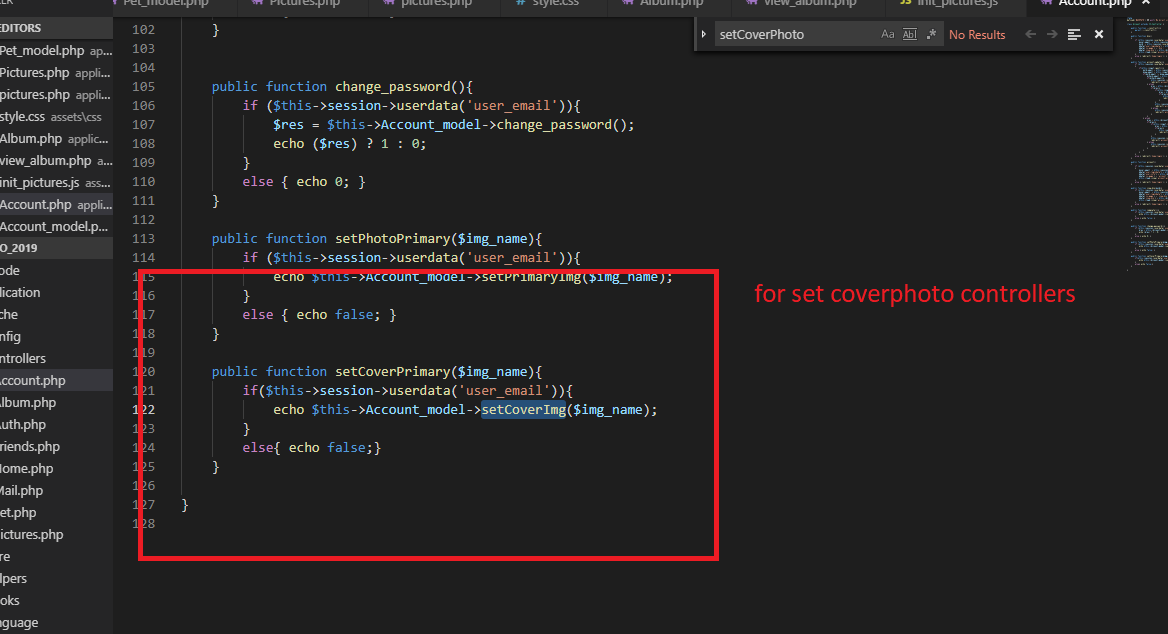 Pet_model.php Pictures.php pictures.php style.css Album.php view_album.php JS init_pictures.js Account.php
EDITORS
Pet_model.php ap...
Pictures.php appli...
pictures.php appli...
style.css assets\css
Album.php applic...
view_album.php a...
init_pictures.js ass...
Account.php appli...
Account_model.p...
O_2019
ode
lication
che
nfig
ntrollers
ccount.php
lbum.php
uth.php
riends.php
ome.php
Mail.php
et.php
ictures.php
re
lpers
oks
nguage
setCoverPhoto Aa Abl .* No Results
102 }
103
104
105 public function change_password(){
106 if ($this->session->userdata('user_email')){
107 $res = $this->Account_model->change_password();
108 echo ($res) ? 1 : 0;
109 }
110 else { echo 0; }
111 }
112
113 public function setPhotoPrimary($img_name){
114 if ($this->session->userdata('user_email')){
115 echo $this->Account_model->setPrimaryImg($img_name);
116 }
117 else { echo false; }
118 }
119
120 public function setCoverPrimary($img_name){
121 if($this->session->userdata('user_email')){
122 echo $this->Account_model->setCoverImg($img_name);
123 }
124 else{ echo false;}
125 }
126
127 }
128
for set coverphoto controllers